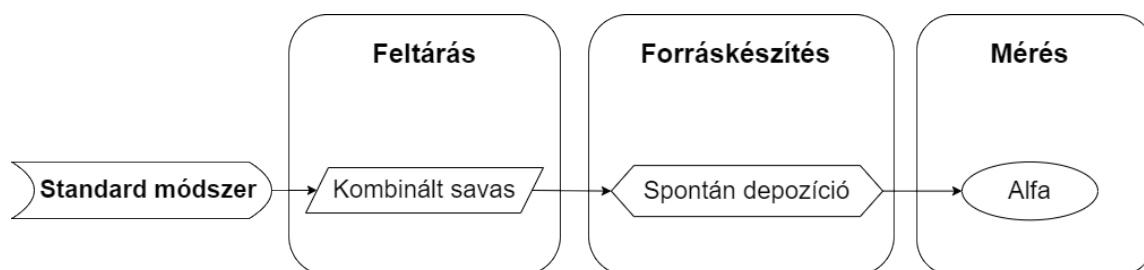 Feltárás
Forráskészítés
Mérés
Standard módszer
Kombinált savas
Spontán depozíció
Alfa